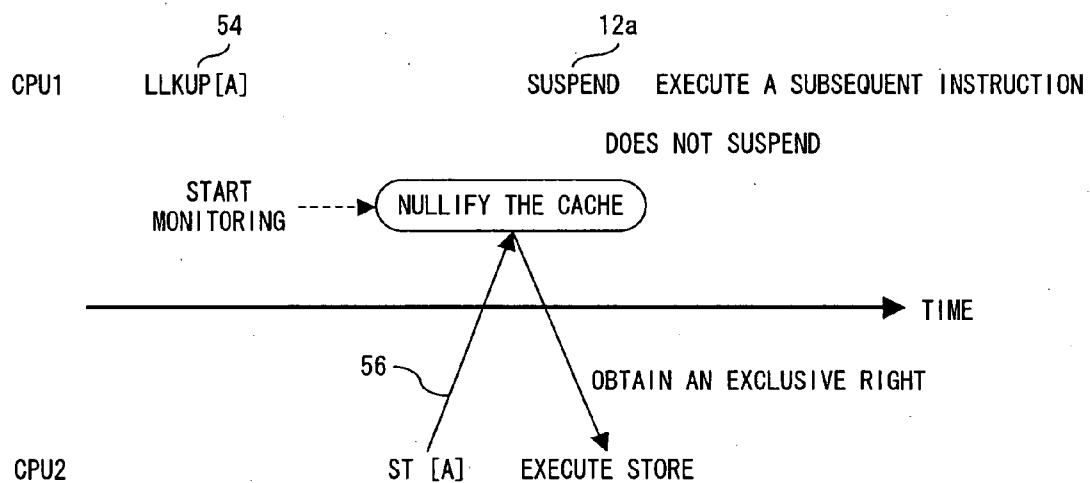 54 12a
CPU1 LLKUP[A] SUSPEND EXECUTE A SUBSEQUENT INSTRUCTION
DOES NOT SUSPEND
START
MONITORING
NULLIFY THE CACHE
TIME
56
OBTAIN AN EXCLUSIVE RIGHT
CPU2 ST [A] EXECUTE STORE